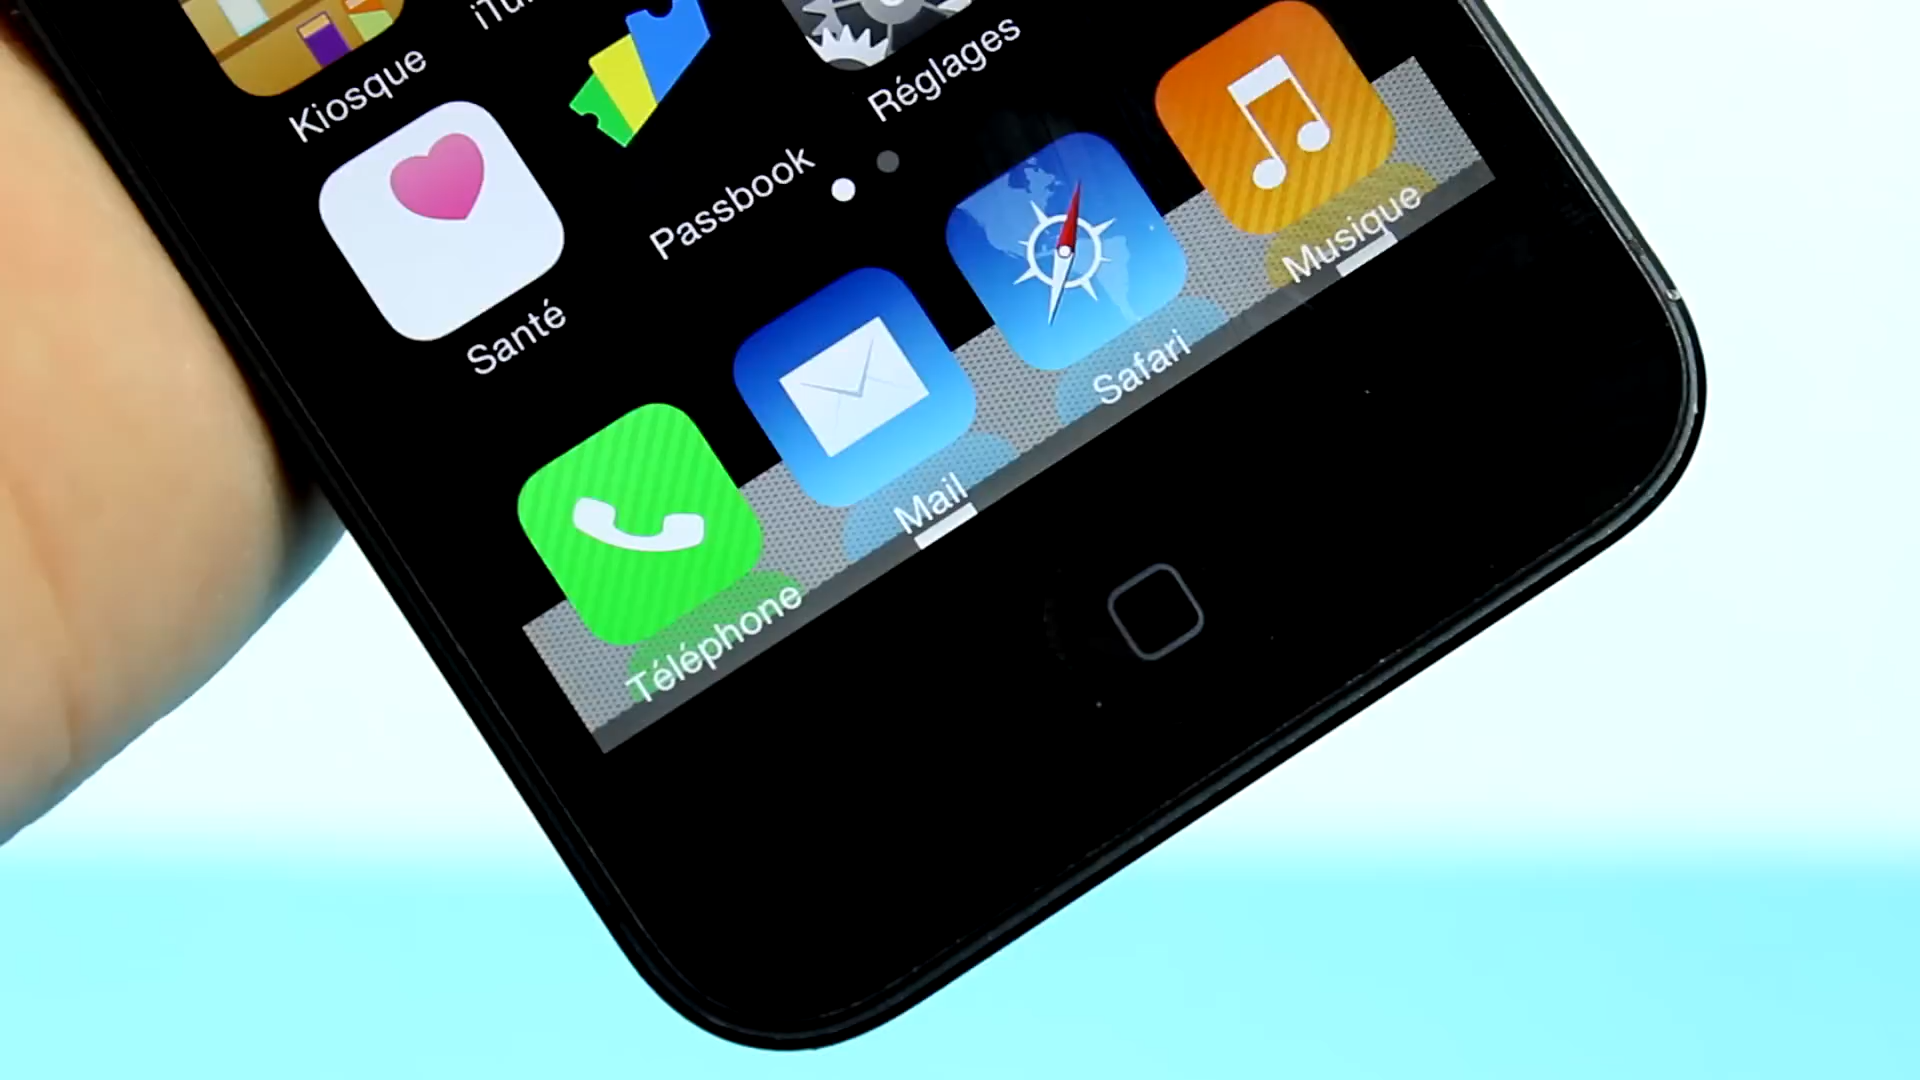 Kiosque
Réglages
Santé
Passbook
Téléphone
Mail
Safari
Musique